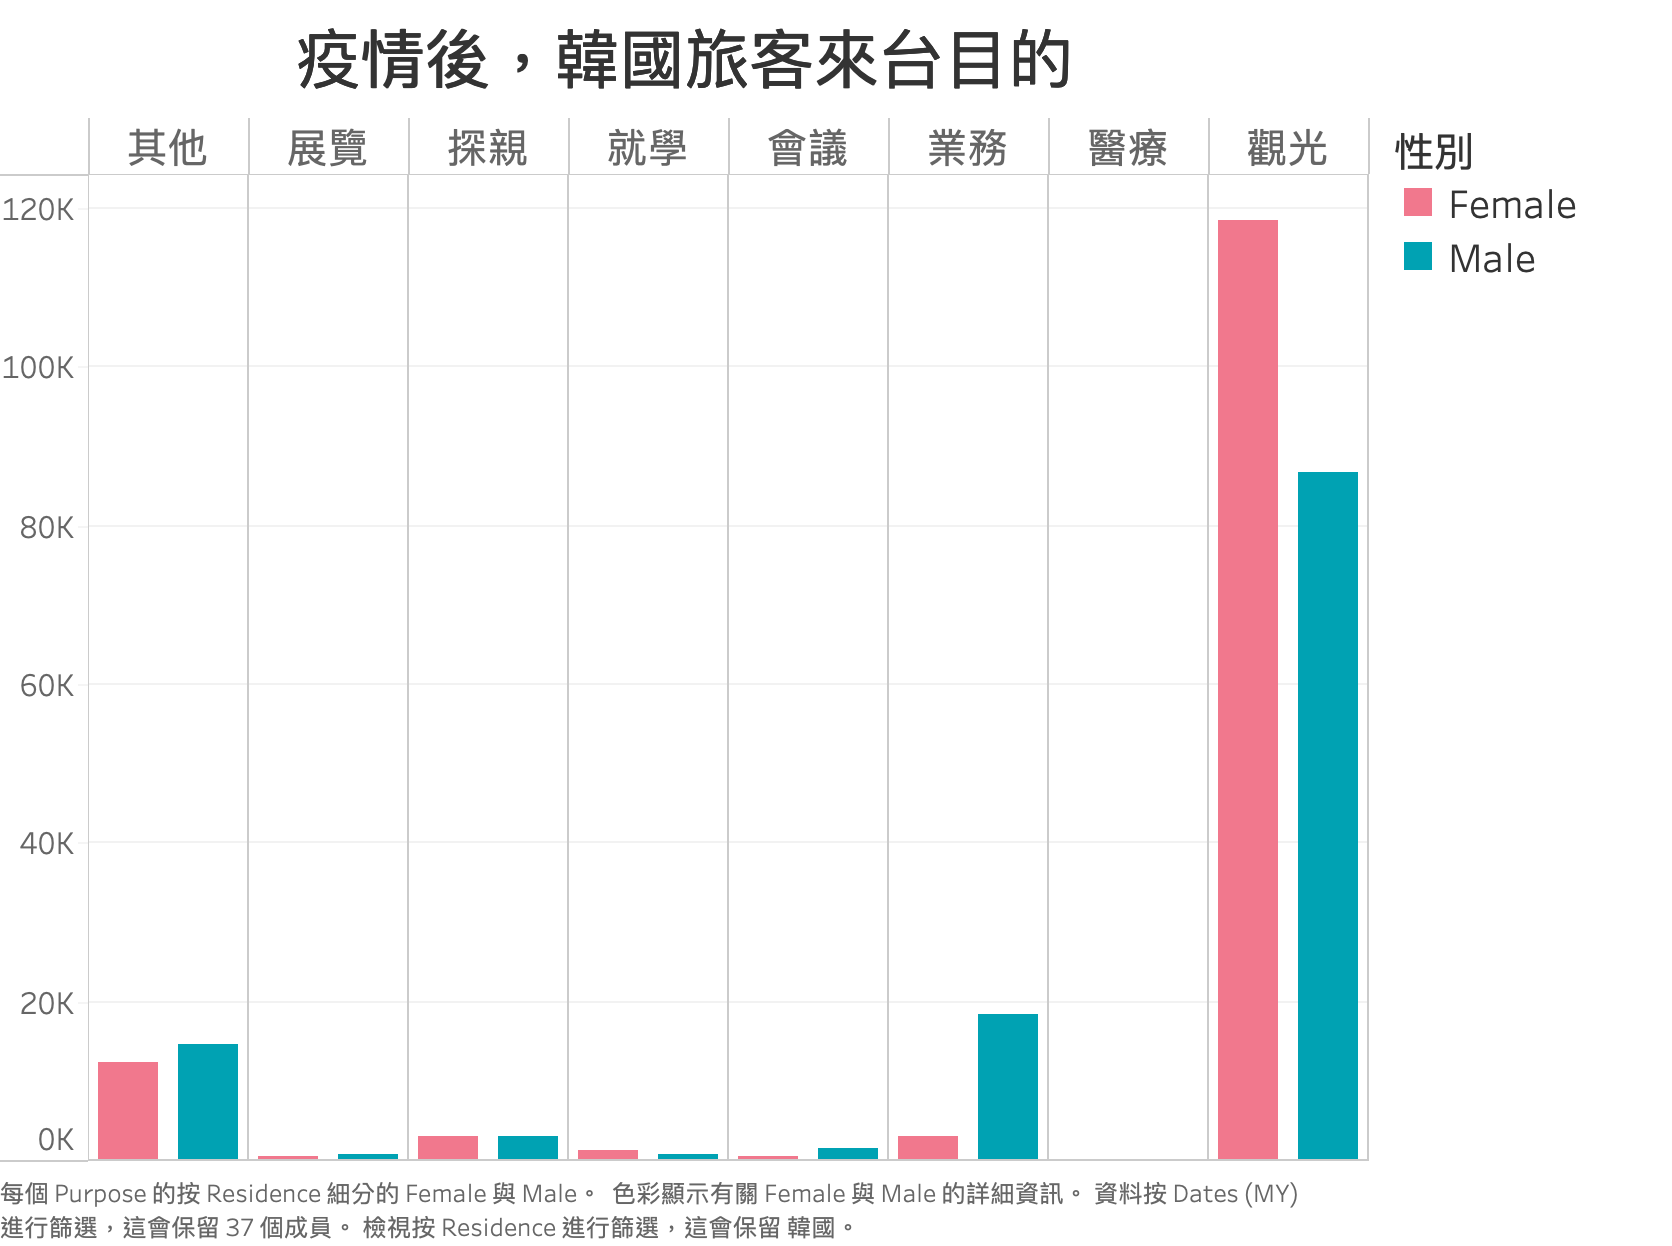 疫情後，韓國旅客來台目的
其他 展覽 探親 就學 會議 業務 醫療 觀光
性別
Female
Male
120K
100K
80K
60K
40K
20K
0K
每個 Purpose 的按 Residence 細分的 Female 與 Male。 色彩顯示有關 Female 與 Male 的詳細資訊。 資料按 Dates (MY)
進行篩選，這會保留 37 個成員。 檢視按 Residence 進行篩選，這會保留 韓國。